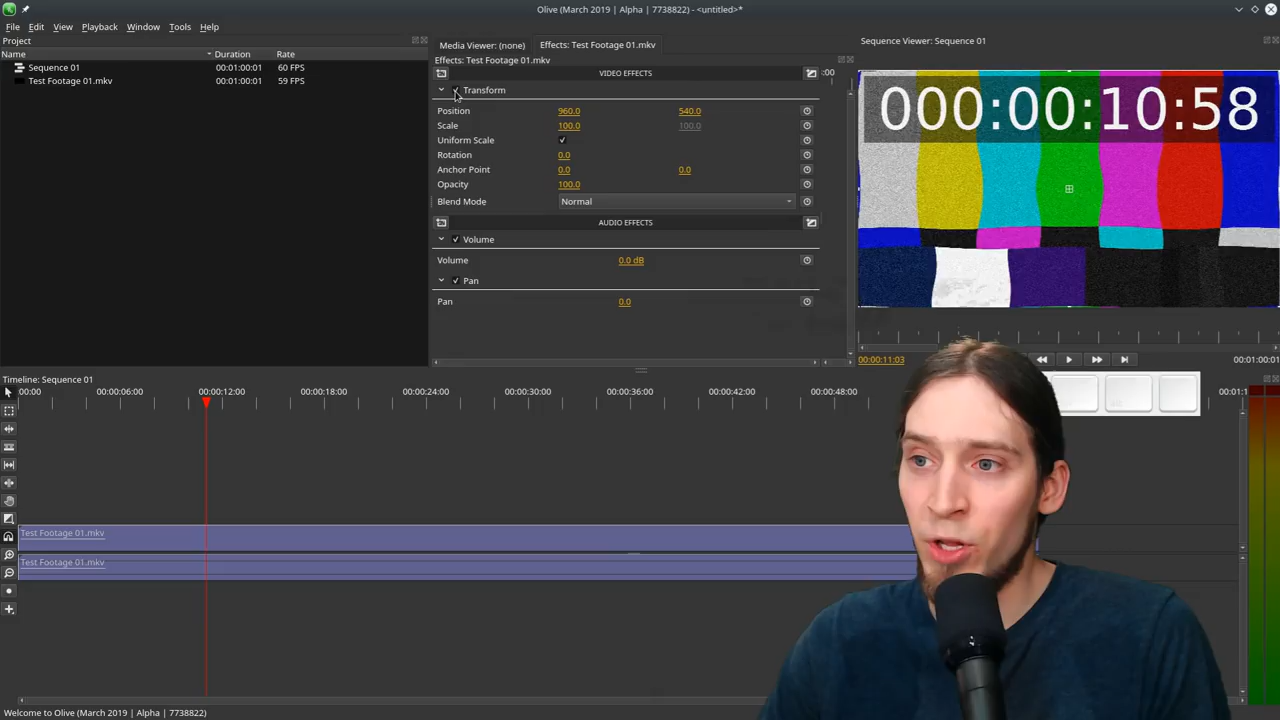 Olive (March 2019 | Alpha | 7738822) - <untitled>*
File Edit View Playback Window Tools Help
Project
Name Duration Rate
Sequence 01 00:01:00:01 60 FPS
Test Footage 01.mkv 00:01:00:01 59 FPS
Media Viewer: (none) Effects: Test Footage 01.mkv
Effects: Test Footage 01.mkv
VIDEO EFFECTS
:00
Transform
Position 960.0 540.0
Scale 100.0 100.0
Uniform Scale
Rotation 0.0
Anchor Point 0.0 0.0
Opacity 100.0
Blend Mode Normal
AUDIO EFFECTS
Volume
Volume 0.0 dB
Pan
Pan 0.0
Sequence Viewer: Sequence 01
000:00:10:58
00:00:11:03 00:01:00:01
Timeline: Sequence 01
00:00 00:00:06:00 00:00:12:00 00:00:18:00 00:00:24:00 00:00:30:00 00:00:36:00 00:00:42:00 00:00:48:00 00:01:1
Test Footage 01.mkv
Test Footage 01.mkv
Welcome to Olive (March 2019 | Alpha | 7738822)